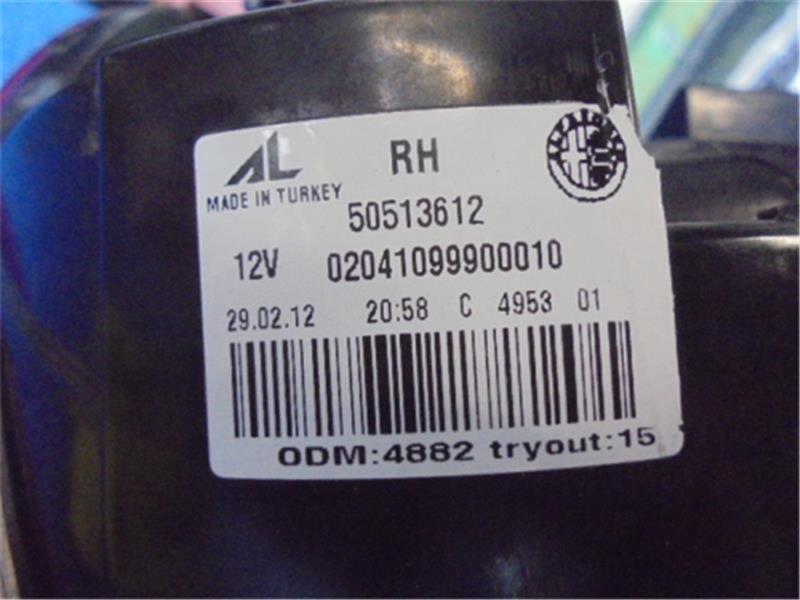 AL RH
MADE IN TURKEY
50513612
12V 02041099900010
29.02.12 20:58 C 4953 01
ODM:4882 tryout:15